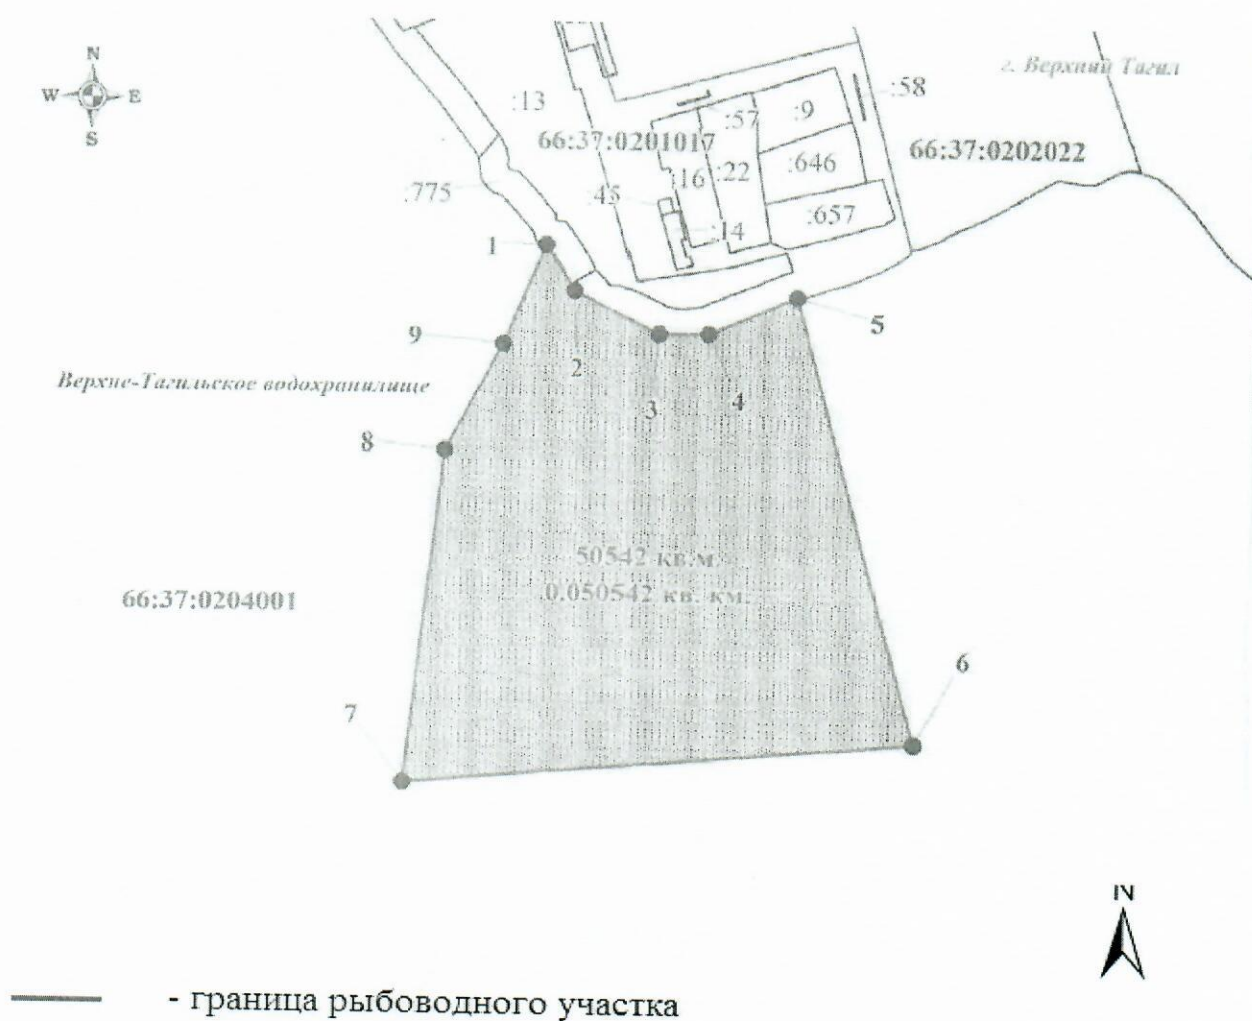 N
W E
S
г. Верхний Тагил
:13
:57
:9
:58
66:37:0201017
66:37:0202022
:775
:45
:16
:22
:646
:14
:657
1
5
9
2
Верхне-Тагильское водохранилище
3
4
8
50542 кв.м.
0.050542 кв. км.
66:37:0204001
6
7
N
- граница рыбоводного участка